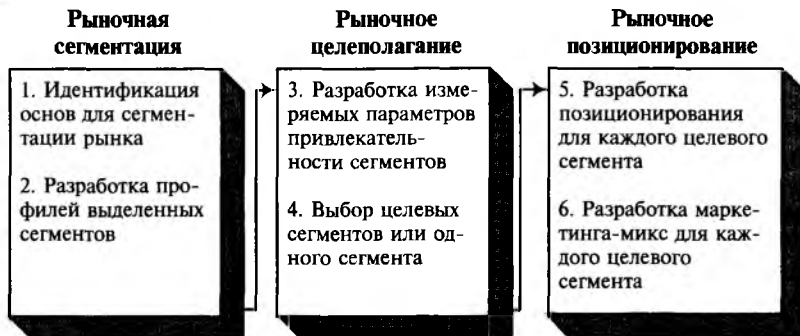 Рыночная
сегментация
1. Идентификация
основ для сегмен-
тации рынка
2. Разработка про-
филей выделенных
сегментов
Рыночное
целеполагание
3. Разработка изме-
ряемых параметров
привлекатель-
ности сегментов
4. Выбор целевых
сегментов или од-
ного сегмента
Рыночное
позиционирование
5. Разработка
позиционирования
для каждого целевого
сегмента
6. Разработка марке-
тинга-микс для каж-
дого целевого
сегмента